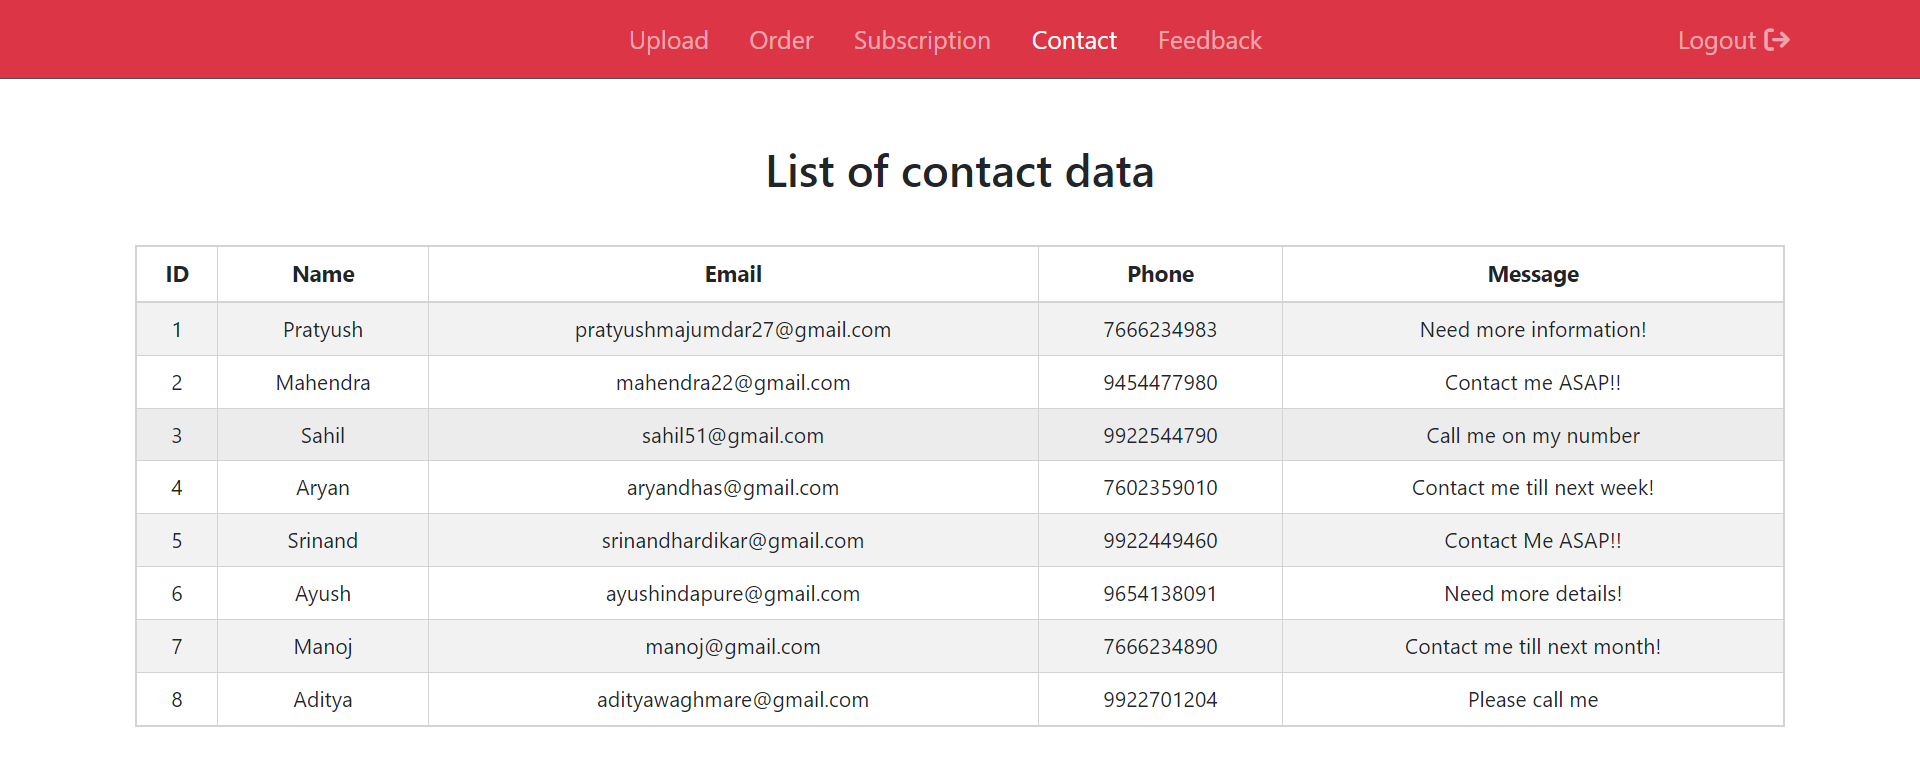 Upload Order Subscription Contact Feedback Logout
List of contact data
ID Name Email Phone Message
1 Pratyush pratyushmajumdar27@gmail.com 7666234983 Need more information!
2 Mahendra mahendra22@gmail.com 9454477980 Contact me ASAP!!
3 Sahil sahil51@gmail.com 9922544790 Call me on my number
4 Aryan aryandhas@gmail.com 7602359010 Contact me till next week!
5 Srinand srinandhardikar@gmail.com 9922449460 Contact Me ASAP!!
6 Ayush ayushindapure@gmail.com 9654138091 Need more details!
7 Manoj manoj@gmail.com 7666234890 Contact me till next month!
8 Aditya adityawaghmare@gmail.com 9922701204 Please call me